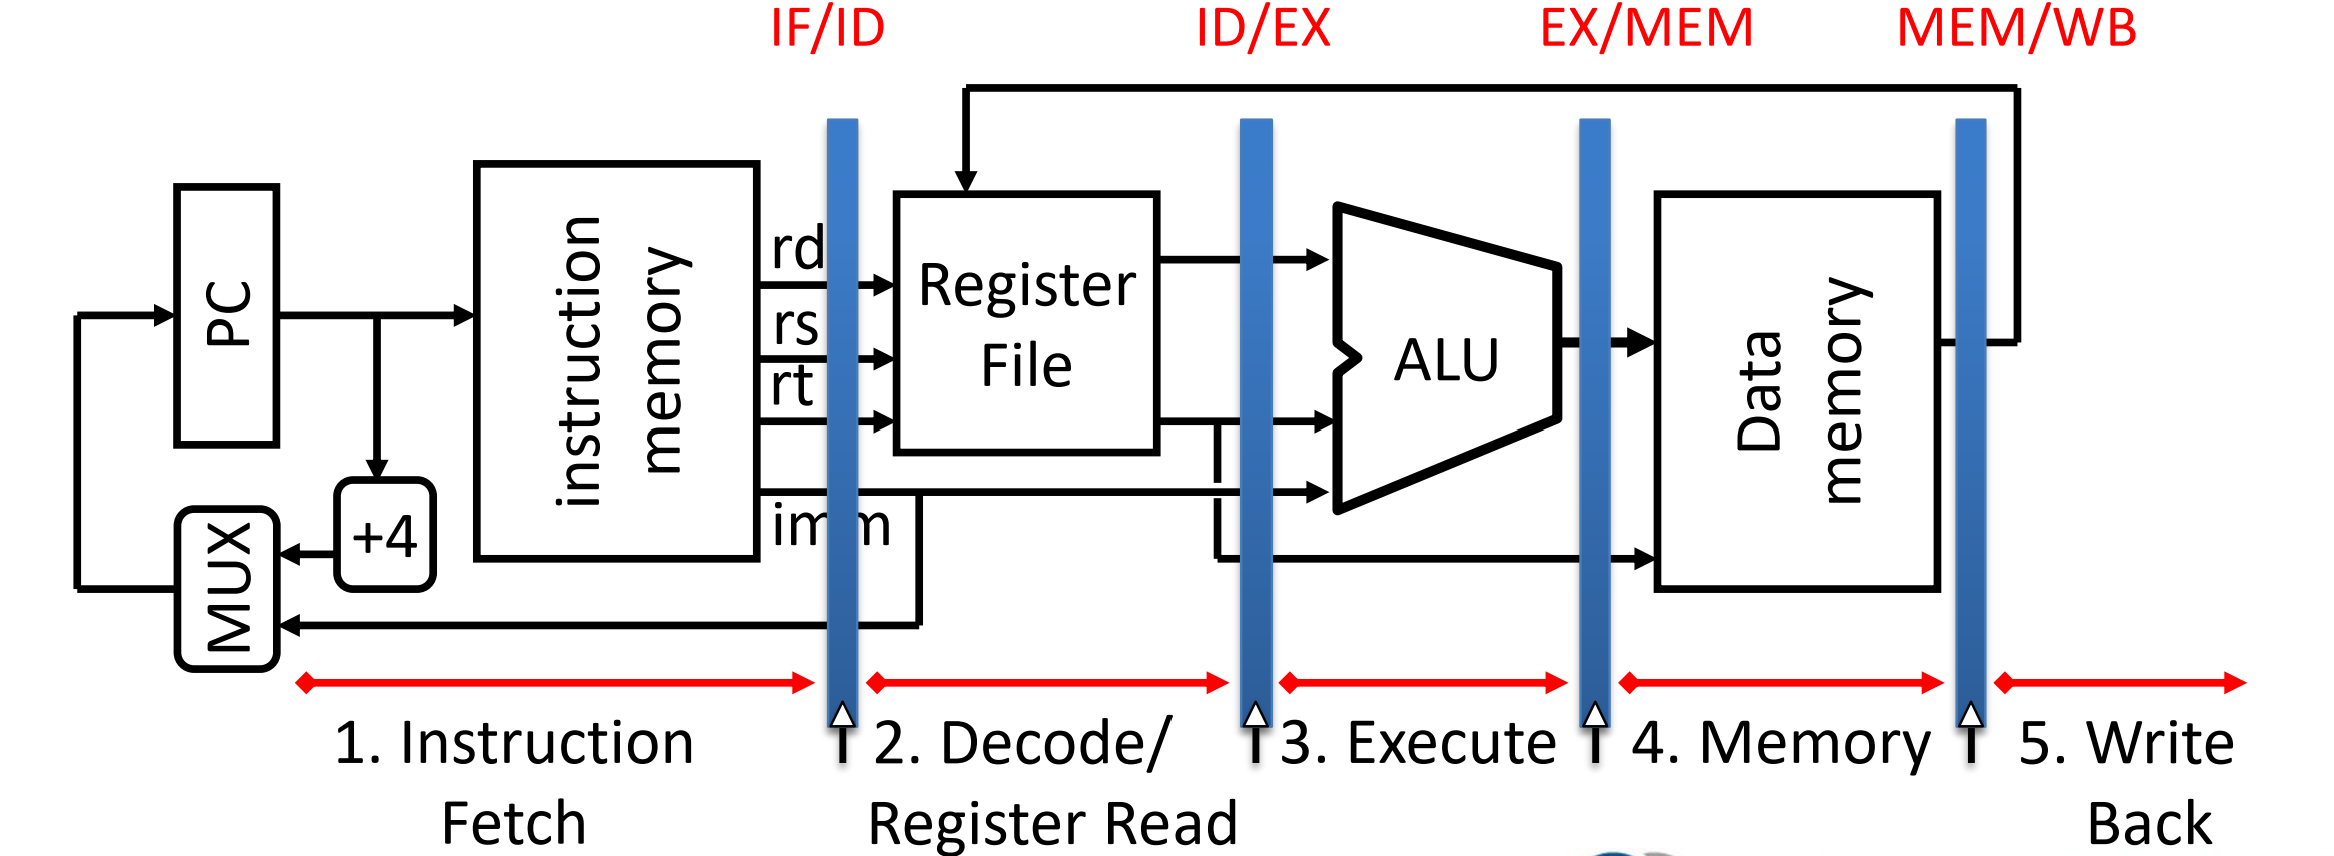 IF/ID
ID/EX
EX/MEM
MEM/WB
PC
instruction
memory
rd
rs
rt
imm
Register
File
ALU
Data
memory
+4
MUX
1. Instruction
Fetch
2. Decode/
Register Read
3. Execute
4. Memory
5. Write
Back